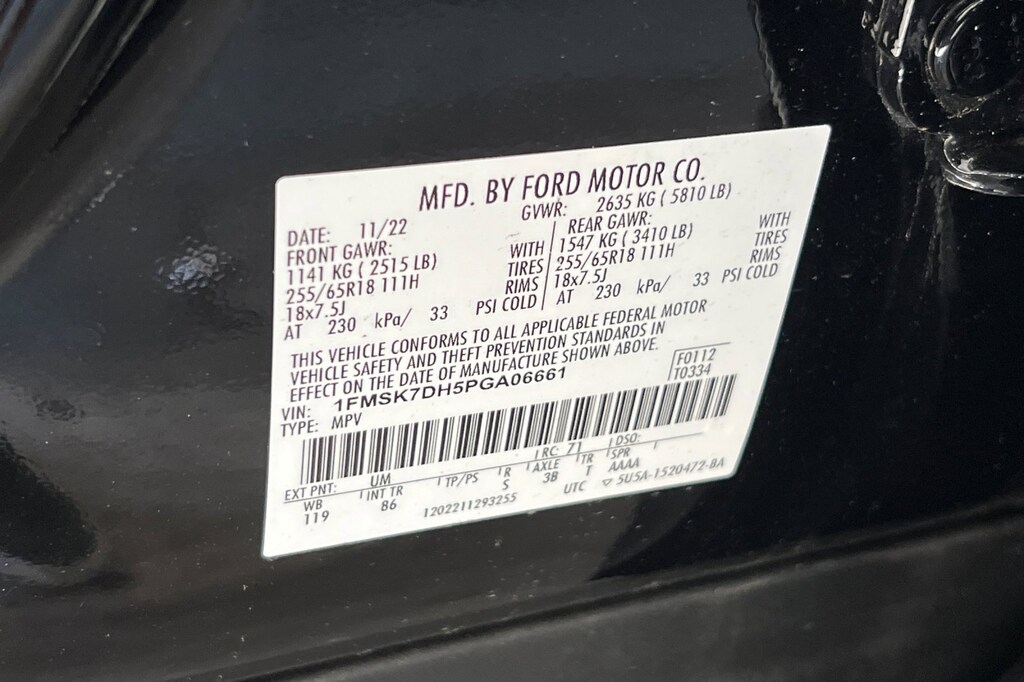 MFD. BY FORD MOTOR CO.
DATE: 11/22 GVWR: 2635 KG ( 5810 LB)
FRONT GAWR: REAR GAWR:
1141 KG ( 2515 LB) WITH 1547 KG ( 3410 LB) WITH
255/65R18 111H TIRES 255/65R18 111H TIRES
18x7.5J RIMS 18x7.5J RIMS
AT 230 kPa/ 33 PSI COLD AT 230 kPa/ 33 PSI COLD
THIS VEHICLE CONFORMS TO ALL APPLICABLE FEDERAL MOTOR
VEHICLE SAFETY AND THEFT PREVENTION STANDARDS IN
EFFECT ON THE DATE OF MANUFACTURE SHOWN ABOVE.
F0112
T0334
VIN: 1FMSK7DH5PGA06661
TYPE: MPV
EXT PNT: UM RC: 71 DSO:
WB INT TR TP/PS R AXLE TR SPR
119 86 S 3B T AAAA
1202211293255 UTC ▽ 5U5A-1520472-BA